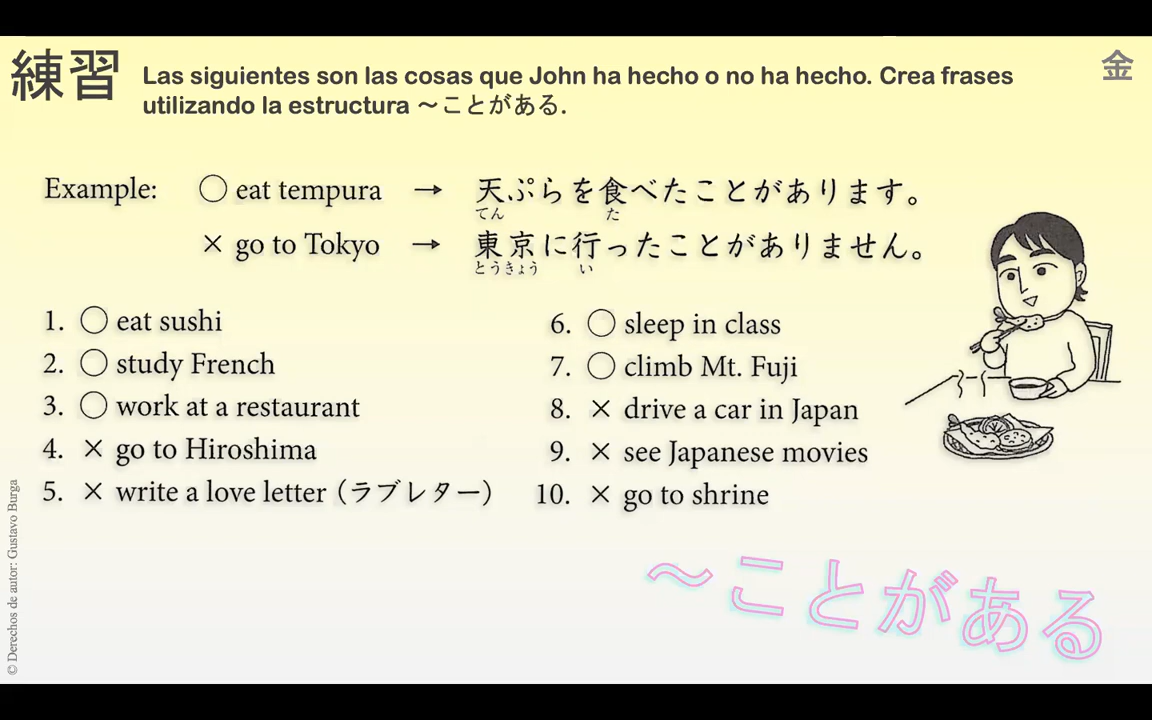 練習
Las siguientes son las cosas que John ha hecho o no ha hecho. Crea frases
utilizando la estructura 〜ことがある.
金
Example: ○ eat tempura → 天ぷらを食べたことがあります。
てん た
× go to Tokyo → 東京に行ったことがありません。
とうきょう い
1. ○ eat sushi
2. ○ study French
3. ○ work at a restaurant
4. × go to Hiroshima
5. × write a love letter (ラブレター)
6. ○ sleep in class
7. ○ climb Mt. Fuji
8. × drive a car in Japan
9. × see Japanese movies
10. × go to shrine
〜ことがある
© Derechos de autor: Gustavo Burga